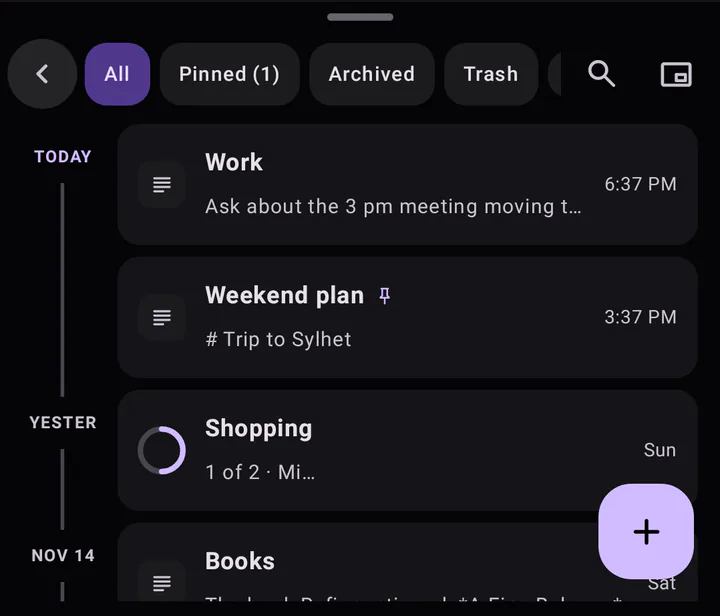 All
Pinned (1)
Archived
Trash
TODAY
Work
Ask about the 3 pm meeting moving t…
6:37 PM
Weekend plan
# Trip to Sylhet
3:37 PM
YESTER
Shopping
1 of 2 · Mi…
Sun
NOV 14
Books
Sat